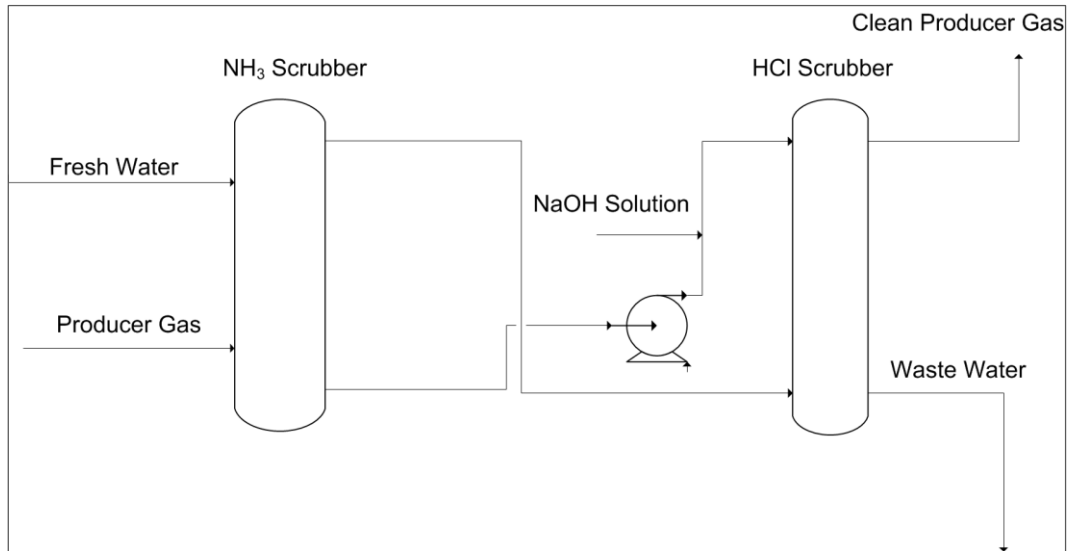 Clean Producer Gas
NH₃ Scrubber
HCl Scrubber
Fresh Water
NaOH Solution
Producer Gas
Waste Water